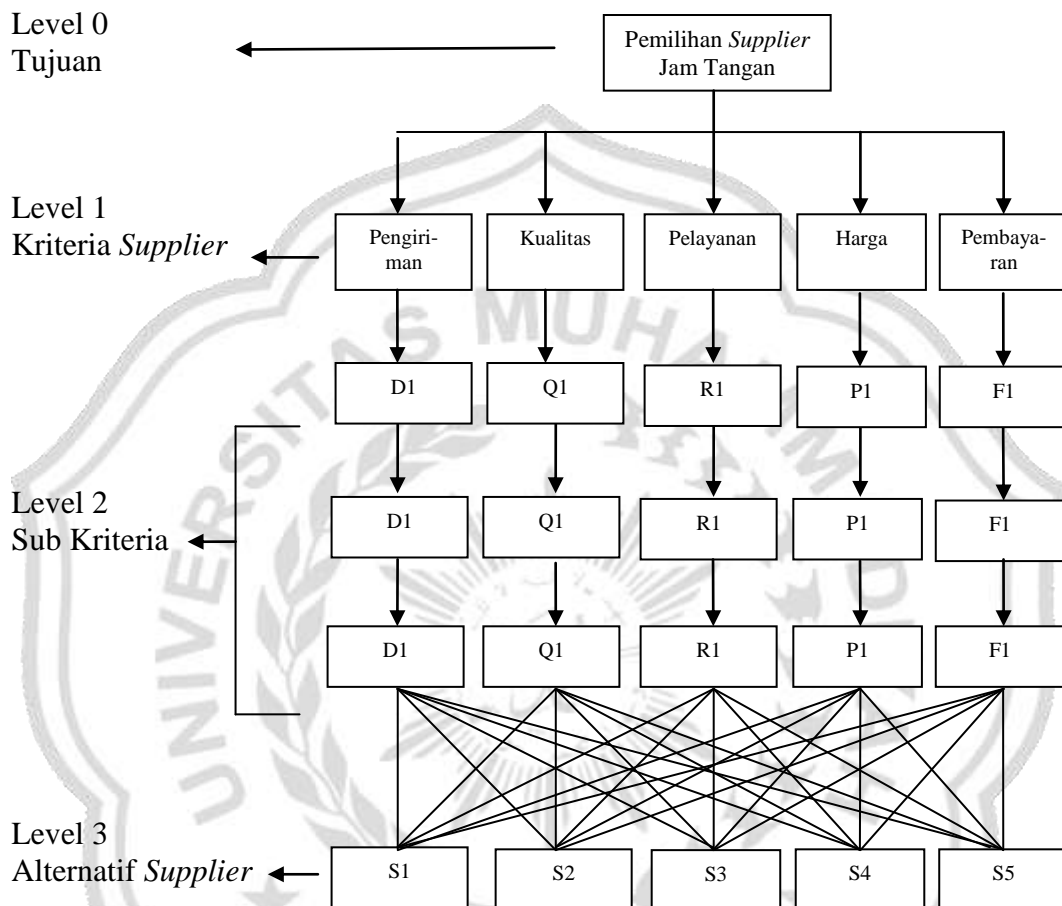 Level 0
Tujuan
Pemilihan Supplier
Jam Tangan
Level 1
Kriteria Supplier
Pengiri-
man
Kualitas
Pelayanan
Harga
Pembaya-
ran
D1
Q1
R1
P1
F1
Level 2
Sub Kriteria
D1
Q1
R1
P1
F1
D1
Q1
R1
P1
F1
Level 3
Alternatif Supplier
S1
S2
S3
S4
S5
UNIVERSITAS MUHAMM